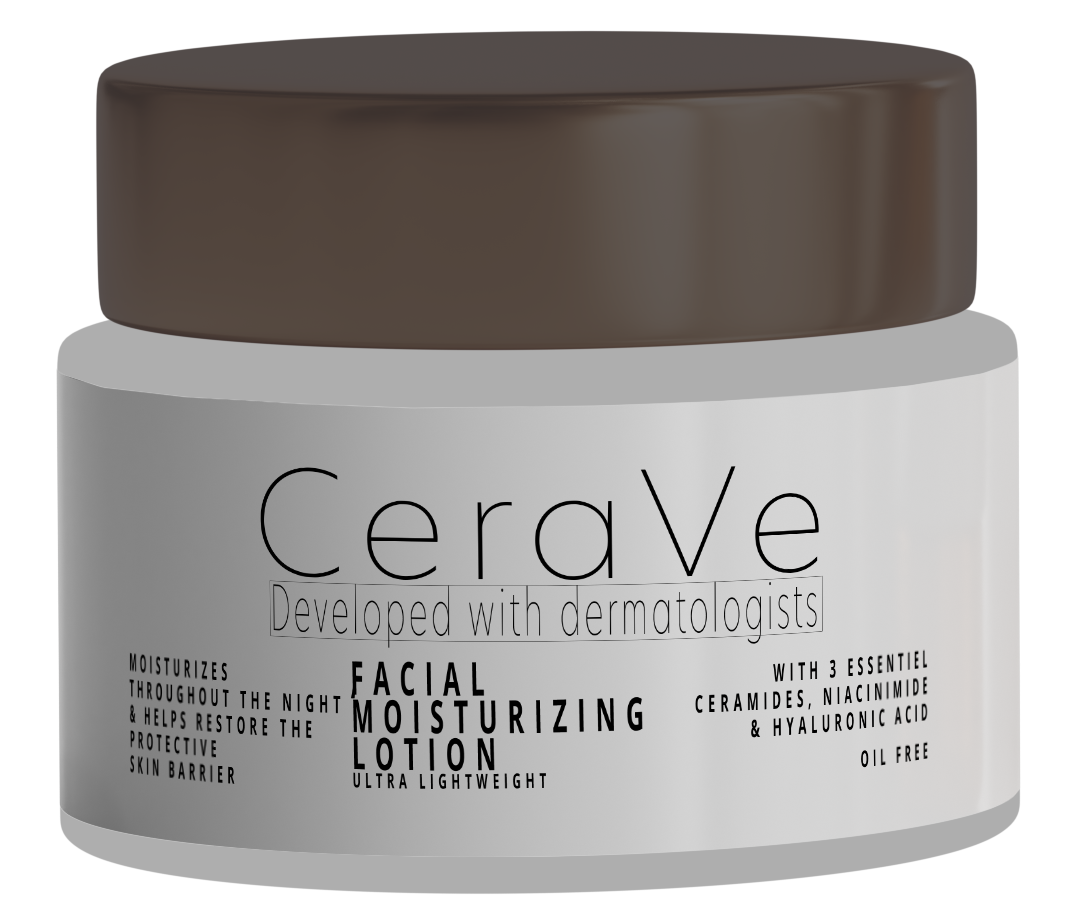 CeraVe
Developed with dermatologists
MOISTURIZES
THROUGHOUT THE NIGHT,
& HELPS RESTORE THE
PROTECTIVE
SKIN BARRIER
FACIAL
MOISTURIZING
LOTION
ULTRA LIGHTWEIGHT
WITH 3 ESSENTIEL
CERAMIDES, NIACINIMIDE
& HYALURONIC ACID
OIL FREE